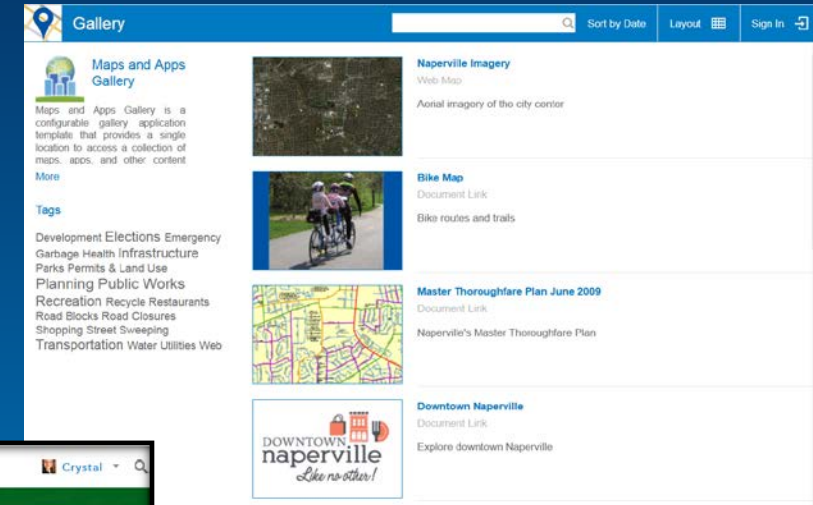 Gallery
Sort by Date
Layout
Sign In
Maps and Apps
Gallery
Maps and Apps Gallery is a
configurable gallery application
template that provides a single
location to access a collection of
maps, apps, and other content
More
Tags
Development Elections Emergency
Garbage Health Infrastructure
Parks Permits & Land Use
Planning Public Works
Recreation Recycle Restaurants
Road Blocks Road Closures
Shopping Street Sweeping
Transportation Water Utilities Web
Naperville Imagery
Web Map
Aerial imagery of the city center
Bike Map
Document Link
Bike routes and trails
Master Thoroughfare Plan June 2009
Document Link
Naperville's Master Thoroughfare Plan
DOWNTOWN
naperville
Like no other!
Downtown Naperville
Document Link
Explore downtown Naperville
Crystal